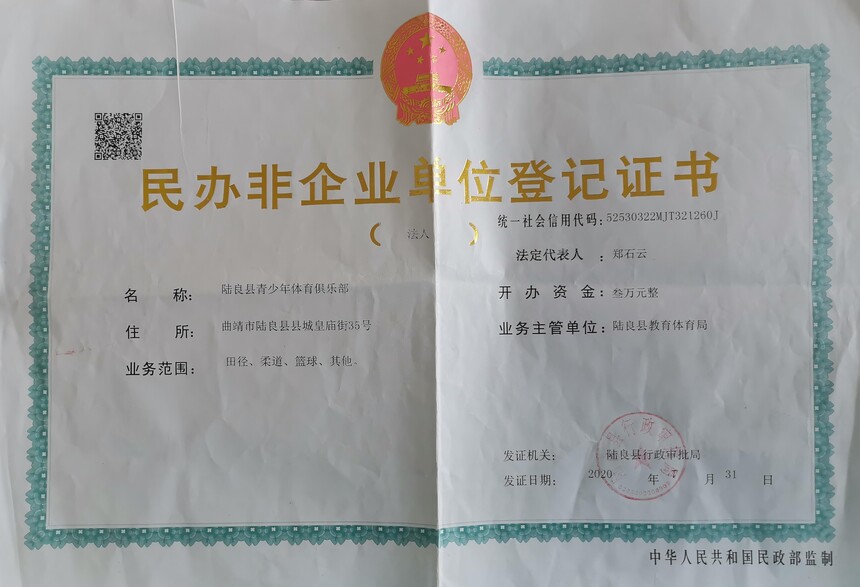 民办非企业单位登记证书
（法人）
统一社会信用代码：52530322MJT321260J
法定代表人：郑石云
名称：陆良县青少年体育俱乐部
开办资金：叁万元整
住所：曲靖市陆良县县城皇庙街35号
业务主管单位：陆良县教育体育局
业务范围：田径、柔道、篮球、其他。
发证机关：陆良县行政审批局
发证日期：2020年 月31日
中华人民共和国民政部监制